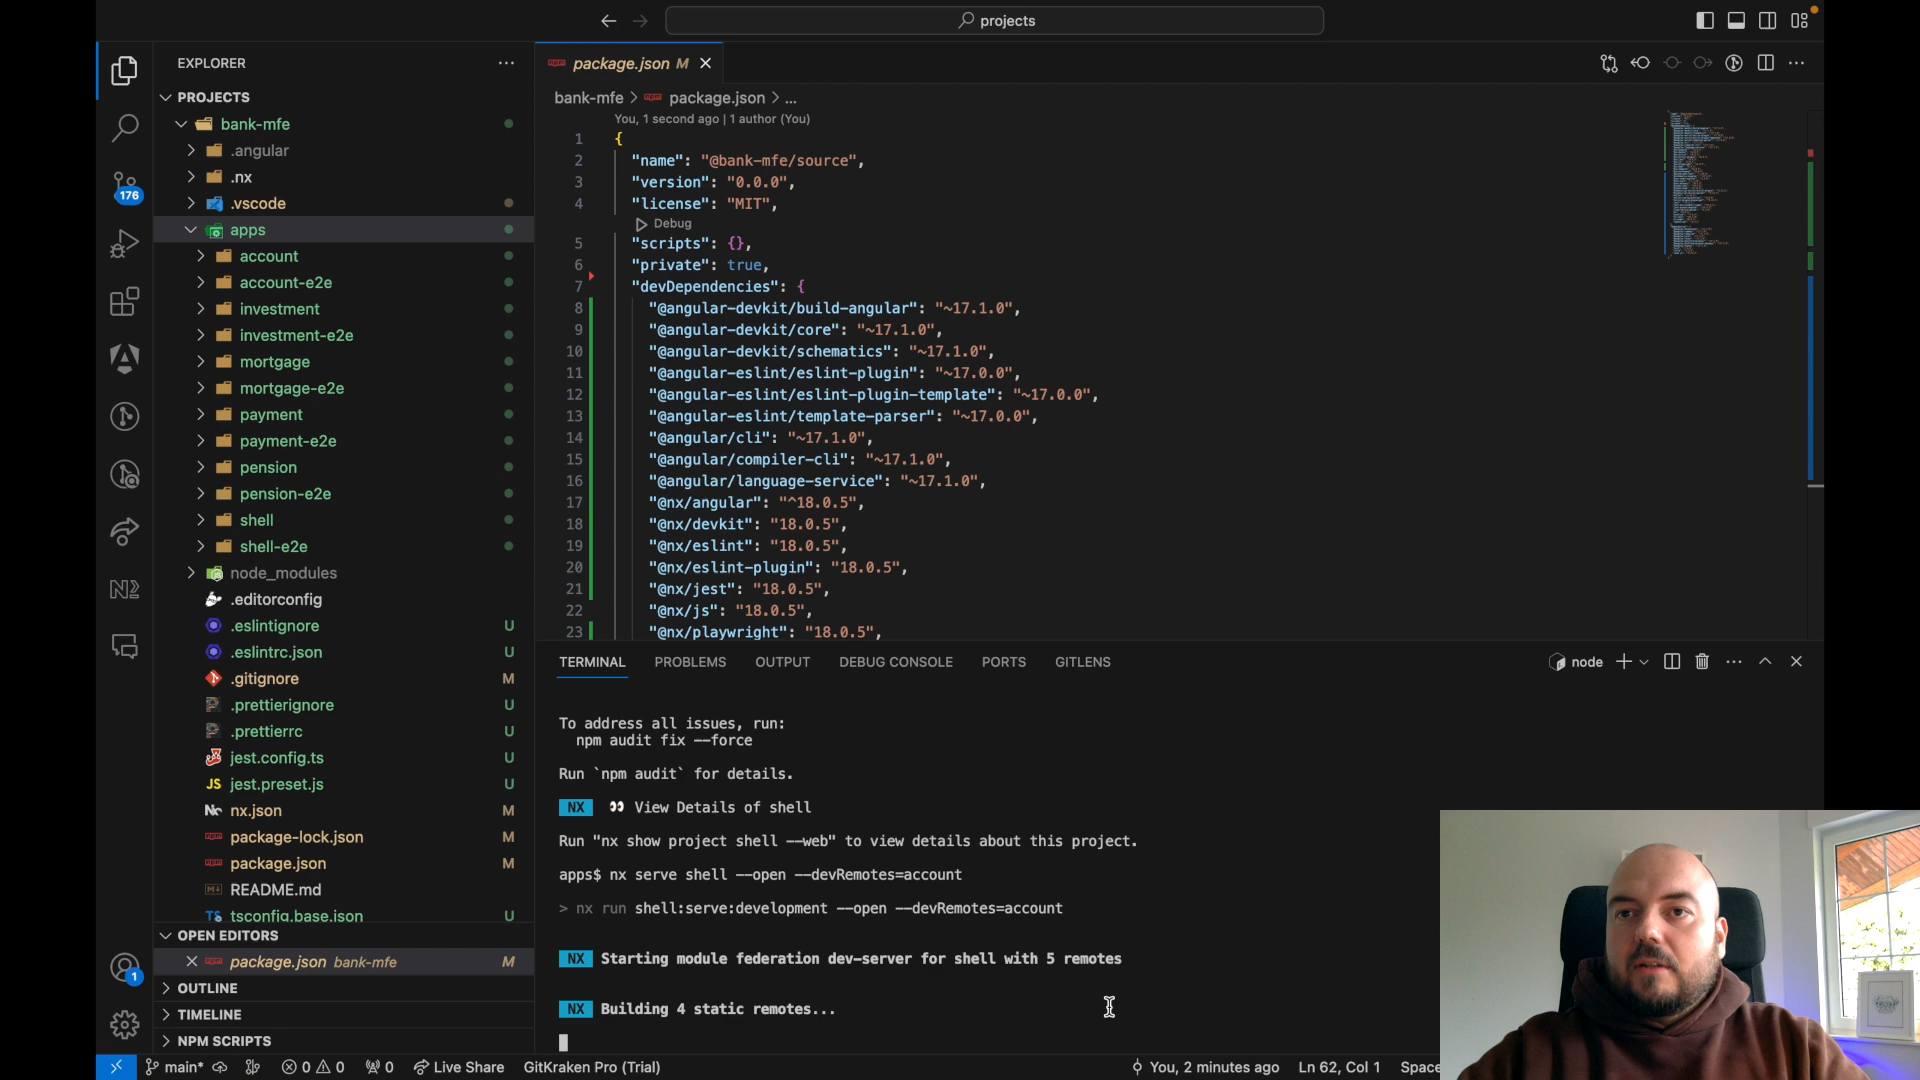 projects
EXPLORER
PROJECTS
bank-mfe
.angular
.nx
.vscode
apps
account
account-e2e
investment
investment-e2e
mortgage
mortgage-e2e
payment
payment-e2e
pension
pension-e2e
shell
shell-e2e
node_modules
.editorconfig
.eslintignore U
.eslintrc.json U
.gitignore M
.prettierignore U
.prettierrc U
jest.config.ts U
JS jest.preset.js U
nx.json M
package-lock.json M
package.json M
README.md
TS tsconfig.base.json U
OPEN EDITORS
package.json bank-mfe M
OUTLINE
TIMELINE
NPM SCRIPTS
176
1
package.json M
bank-mfe > package.json > ...
You, 1 second ago | 1 author (You)
1 {
2 "name": "@bank-mfe/source",
3 "version": "0.0.0",
4 "license": "MIT",
Debug
5 "scripts": {},
6 "private": true,
7 "devDependencies": {
8 "@angular-devkit/build-angular": "~17.1.0",
9 "@angular-devkit/core": "~17.1.0",
10 "@angular-devkit/schematics": "~17.1.0",
11 "@angular-eslint/eslint-plugin": "~17.0.0",
12 "@angular-eslint/eslint-plugin-template": "~17.0.0",
13 "@angular-eslint/template-parser": "~17.0.0",
14 "@angular/cli": "~17.1.0",
15 "@angular/compiler-cli": "~17.1.0",
16 "@angular/language-service": "~17.1.0",
17 "@nx/angular": "^18.0.5",
18 "@nx/devkit": "18.0.5",
19 "@nx/eslint": "18.0.5",
20 "@nx/eslint-plugin": "18.0.5",
21 "@nx/jest": "18.0.5",
22 "@nx/js": "18.0.5",
23 "@nx/playwright": "18.0.5",
TERMINAL PROBLEMS OUTPUT DEBUG CONSOLE PORTS GITLENS
node
To address all issues, run:
npm audit fix --force
Run `npm audit` for details.
NX 👀 View Details of shell
Run "nx show project shell --web" to view details about this project.
apps$ nx serve shell --open --devRemotes=account
> nx run shell:serve:development --open --devRemotes=account
NX Starting module federation dev-server for shell with 5 remotes
NX Building 4 static remotes...
main* 0 0 0 Live Share GitKraken Pro (Trial) You, 2 minutes ago Ln 62, Col 1